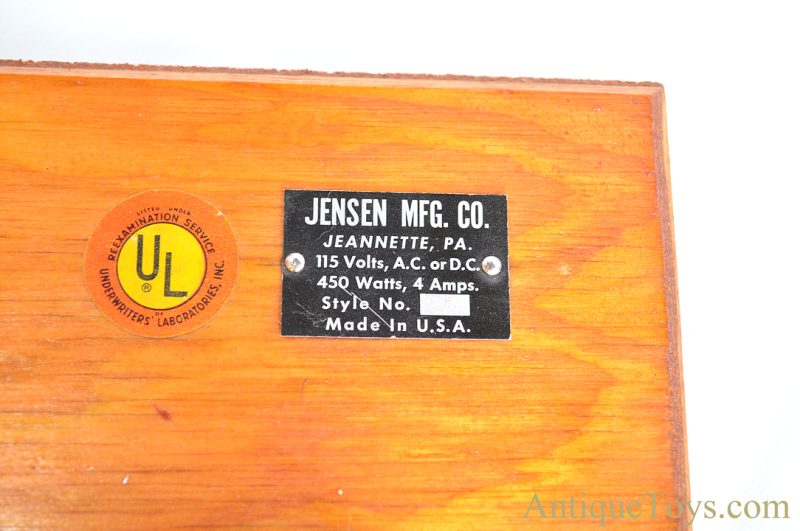 LISTED UNDER
REEXAMINATION SERVICE
UL
®
OF
UNDERWRITERS' LABORATORIES, INC.
JENSEN MFG. CO.
JEANNETTE, PA.
115 Volts, A.C. or D.C.
450 Watts, 4 Amps.
Style No.
Made In U.S.A.
AntiqueToys.com